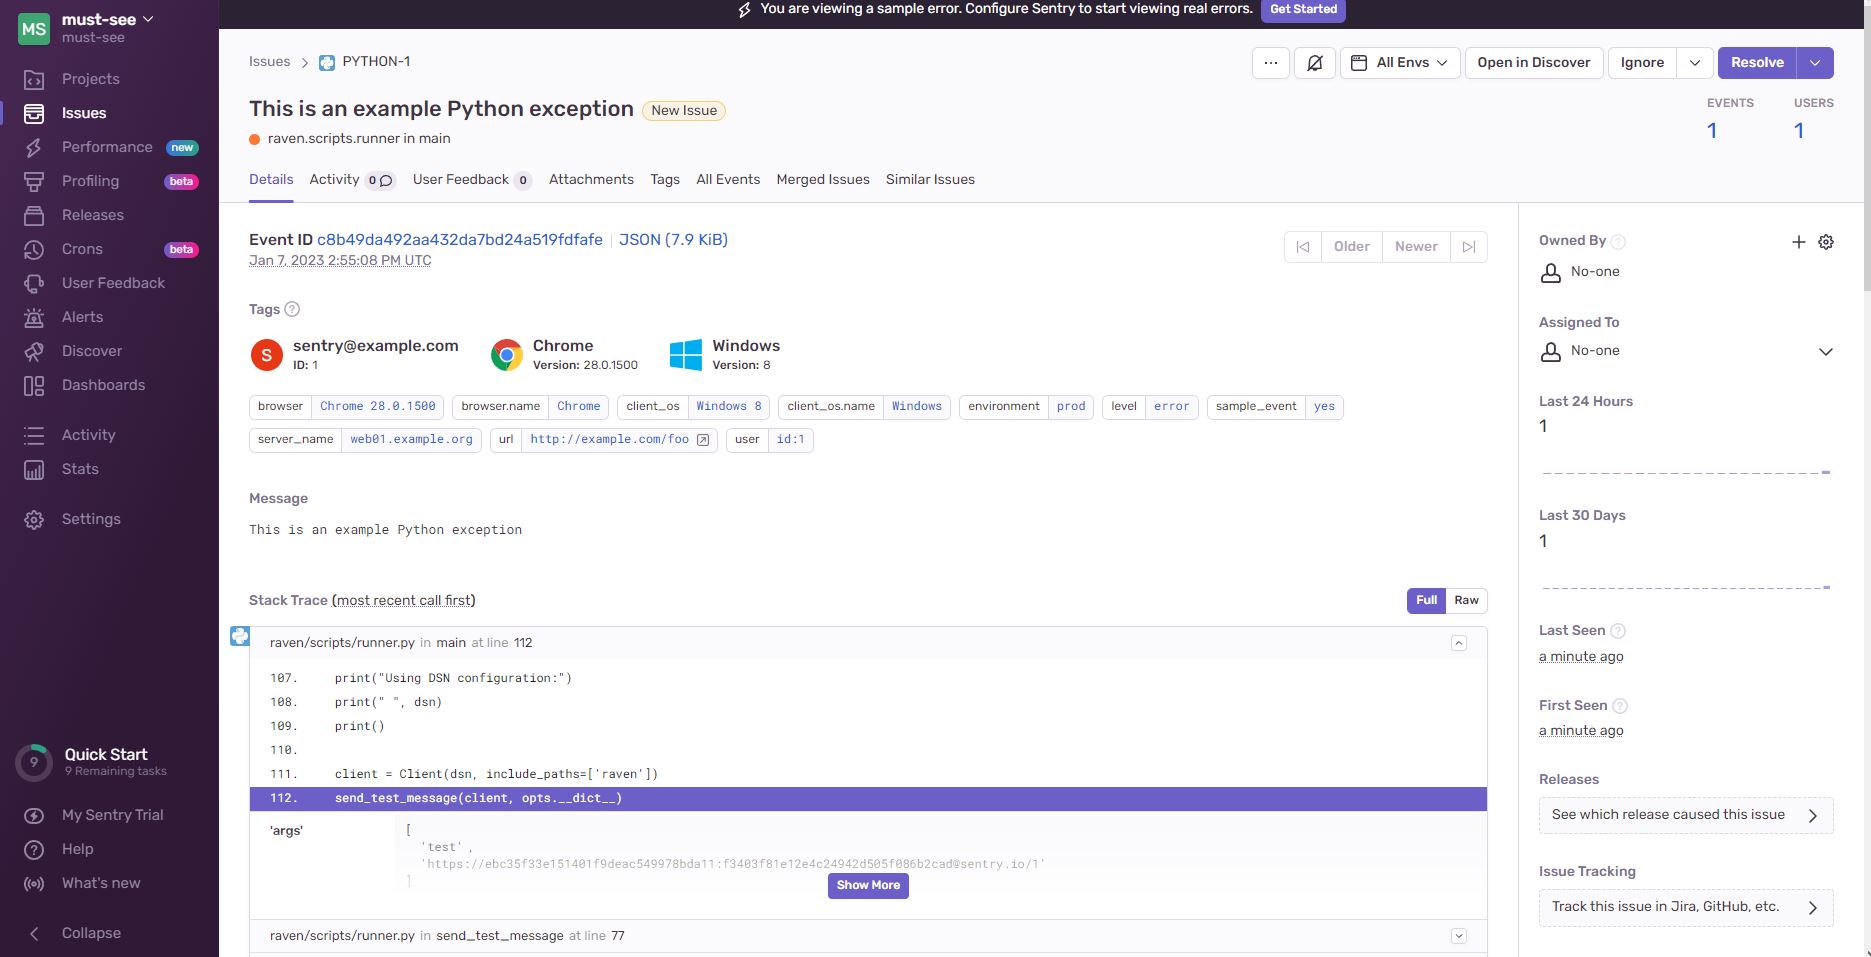 MS
must-see
must-see
Projects
Issues
Performance new
Profiling beta
Releases
Crons beta
User Feedback
Alerts
Discover
Dashboards
Activity
Stats
Settings
9
Quick Start
9 Remaining tasks
My Sentry Trial
Help
What's new
Collapse
You are viewing a sample error. Configure Sentry to start viewing real errors. Get Started
Issues PYTHON-1
... All Envs Open in Discover Ignore Resolve
This is an example Python exception New Issue
raven.scripts.runner in main
EVENTS USERS
1 1
Details Activity 0 User Feedback 0 Attachments Tags All Events Merged Issues Similar Issues
Event ID c8b49da492aa432da7bd24a519fdfafe JSON (7.9 KiB)
Jan 7, 2023 2:55:08 PM UTC
Older Newer
Tags ?
S sentry@example.com Chrome Windows
ID: 1 Version: 28.0.1500 Version: 8
browser Chrome 28.0.1500 browser.name Chrome client_os Windows 8 client_os.name Windows environment prod level error sample_event yes
server_name web01.example.org url http://example.com/foo user id:1
Message
This is an example Python exception
Stack Trace (most recent call first)
Full Raw
raven/scripts/runner.py in main at line 112
107. print("Using DSN configuration:")
108. print(" ", dsn)
109. print()
110.
111. client = Client(dsn, include_paths=['raven'])
112. send_test_message(client, opts.__dict__)
'args' [
'test',
'https://ebc35f33e151401f9deac549978bda11:f3403f81e12e4c24942d505f086b2cad@sentry.io/1'
]
Show More
raven/scripts/runner.py in send_test_message at line 77
Owned By ?
No-one
Assigned To
No-one
Last 24 Hours
1
Last 30 Days
1
Last Seen ?
a minute ago
First Seen ?
a minute ago
Releases
See which release caused this issue
Issue Tracking
Track this issue in Jira, GitHub, etc.